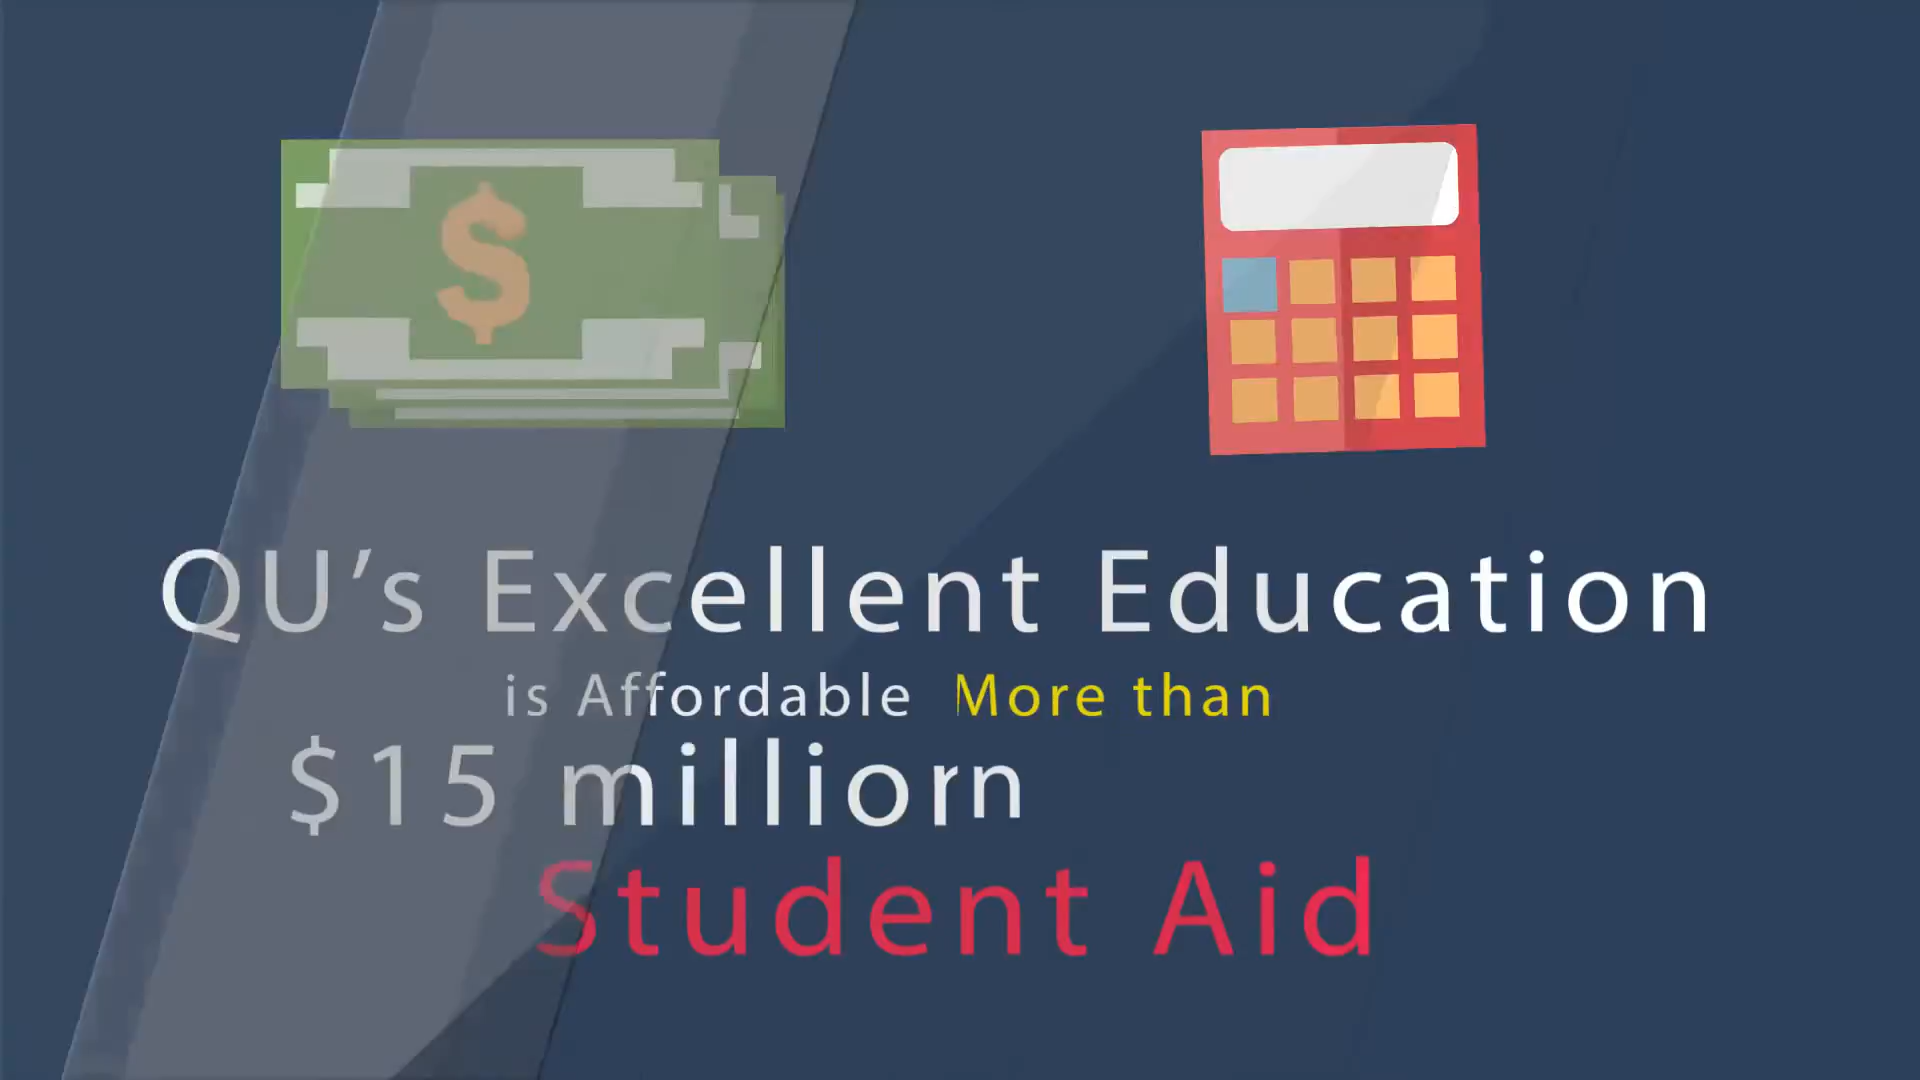 QU's Excellent Education
is Affordable More than
$15 milliorn
Student Aid